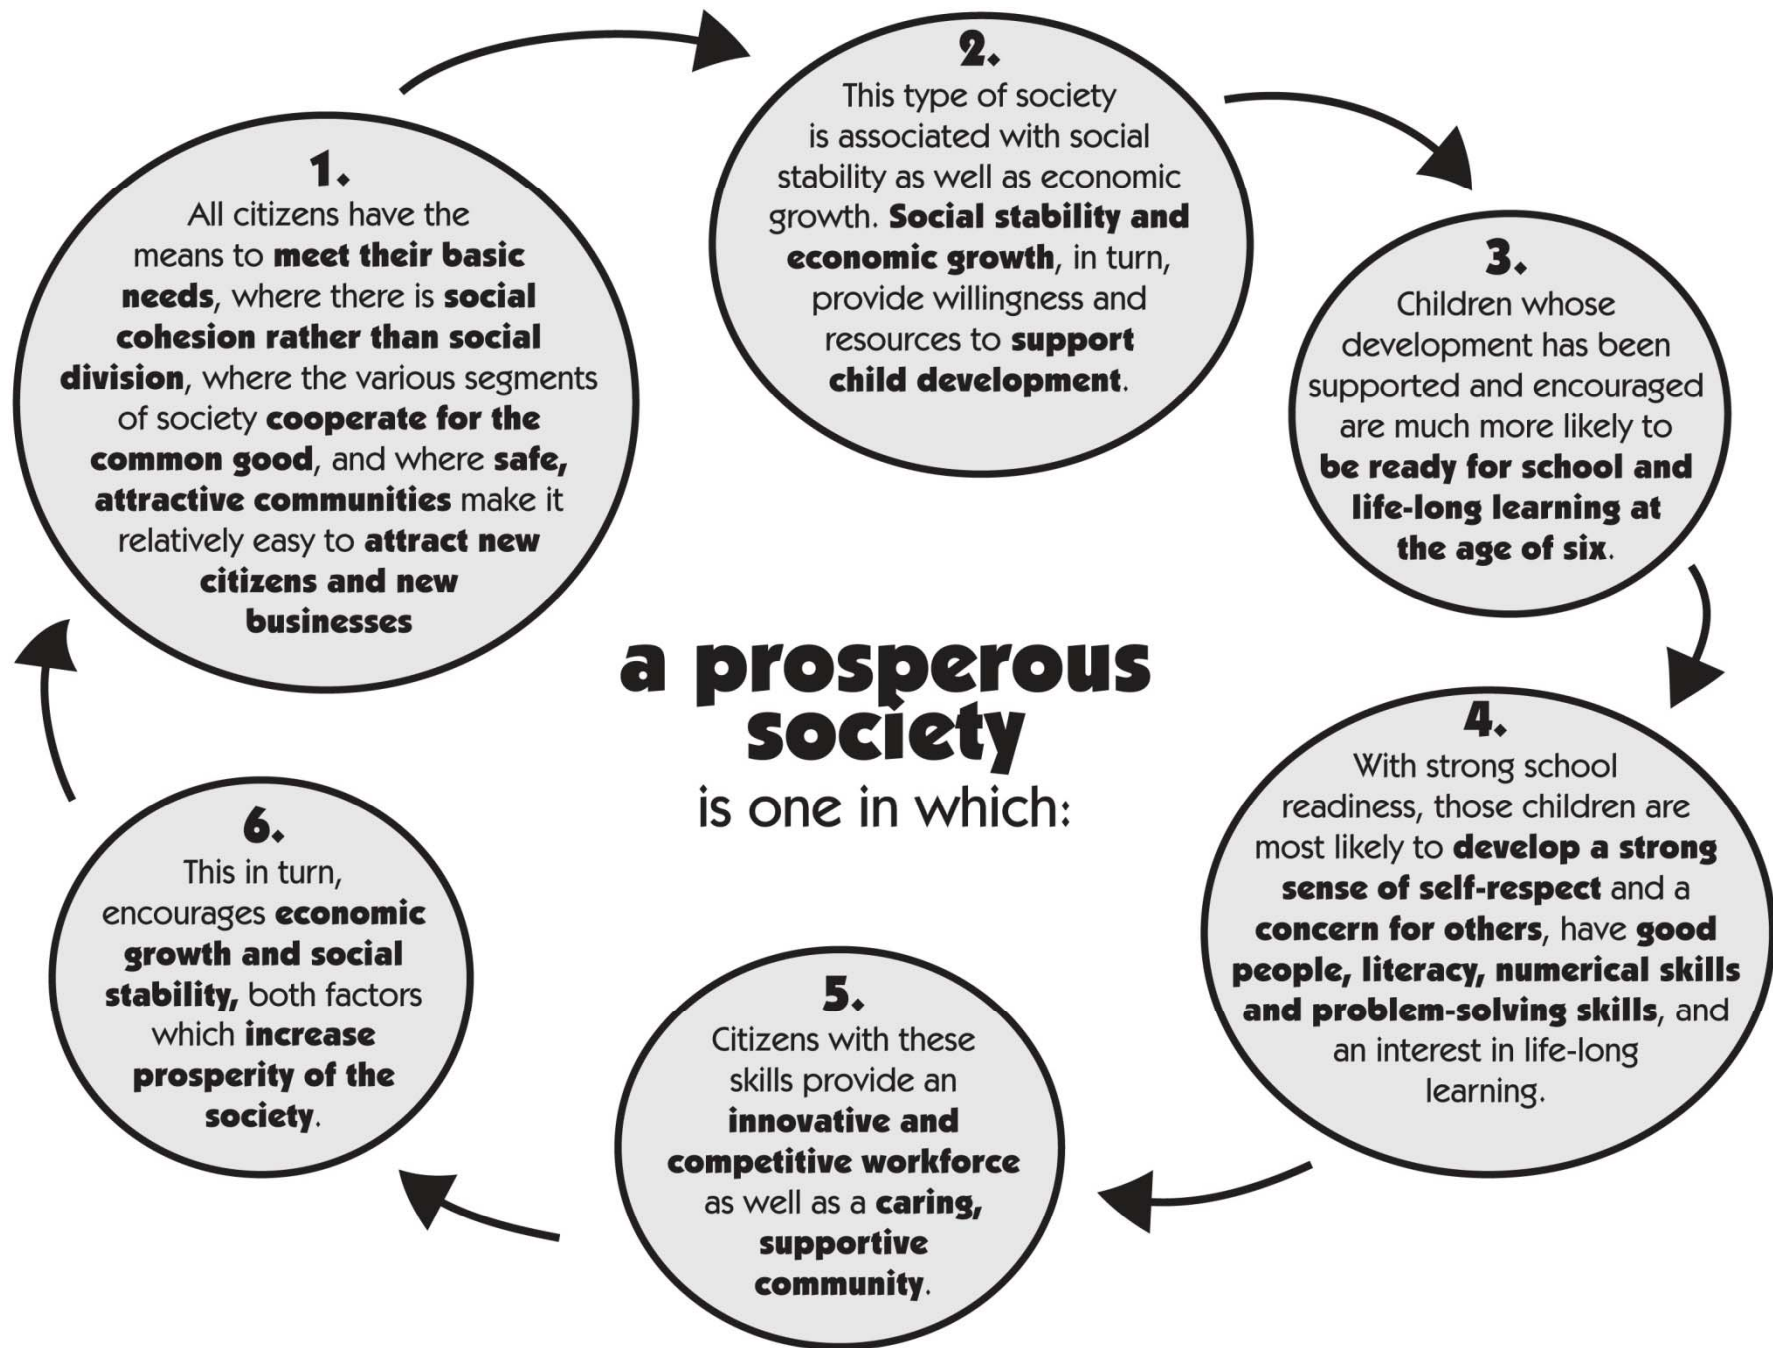 a prosperous
society
is one in which:
1.
All citizens have the
means to meet their basic
needs, where there is social
cohesion rather than social
division, where the various segments
of society cooperate for the
common good, and where safe,
attractive communities make it
relatively easy to attract new
citizens and new
businesses
2.
This type of society
is associated with social
stability as well as economic
growth. Social stability and
economic growth, in turn,
provide willingness and
resources to support
child development.
3.
Children whose
development has been
supported and encouraged
are much more likely to
be ready for school and
life-long learning at
the age of six.
4.
With strong school
readiness, those children are
most likely to develop a strong
sense of self-respect and a
concern for others, have good
people, literacy, numerical skills
and problem-solving skills, and
an interest in life-long
learning.
5.
Citizens with these
skills provide an
innovative and
competitive workforce
as well as a caring,
supportive
community.
6.
This in turn,
encourages economic
growth and social
stability, both factors
which increase
prosperity of the
society.